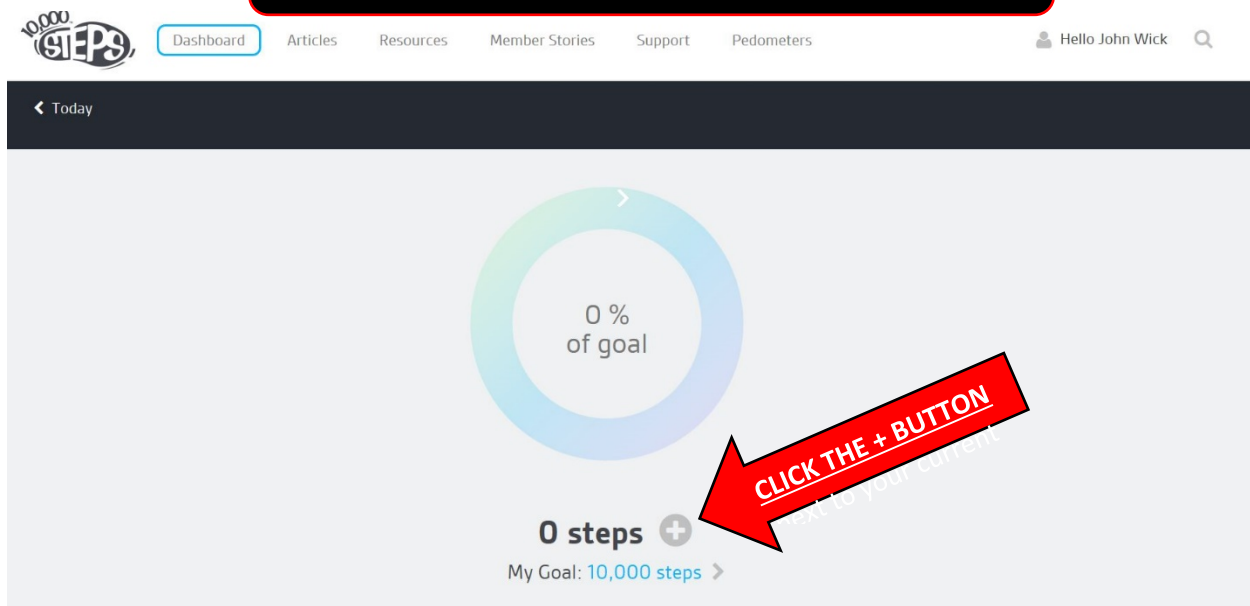 10,000
STEPS
Dashboard Articles Resources Member Stories Support Pedometers Hello John Wick
Today
0 %
of goal
CLICK THE + BUTTON
to your current
0 steps
My Goal: 10,000 steps